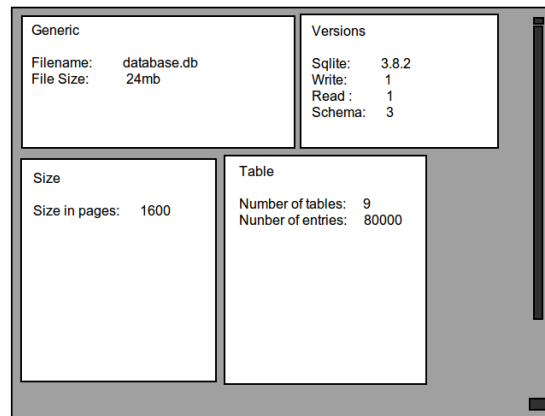 Generic
Filename: database.db
File Size: 24mb
Versions
Sqlite: 3.8.2
Write: 1
Read : 1
Schema: 3
Size
Size in pages: 1600
Table
Number of tables: 9
Nunber of entries: 80000